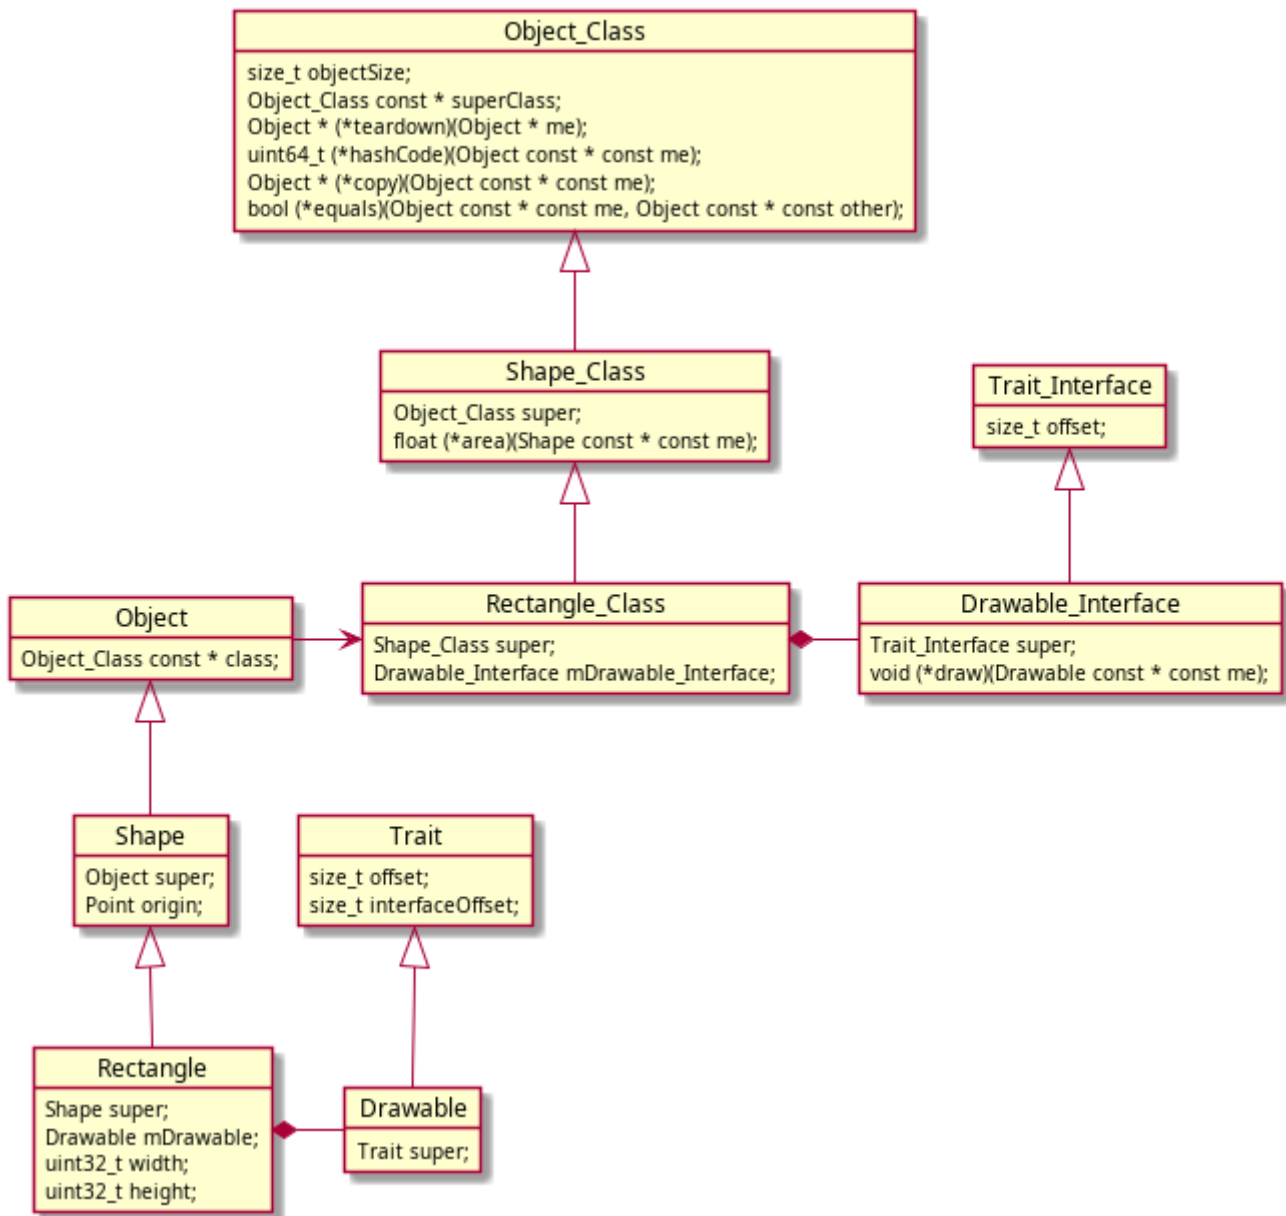 Object_Class
size_t objectSize;
Object_Class const * superClass;
Object * (*teardown)(Object * me);
uint64_t (*hashCode)(Object const * const me);
Object * (*copy)(Object const * const me);
bool (*equals)(Object const * const me, Object const * const other);
Shape_Class
Object_Class super;
float (*area)(Shape const * const me);
Trait_Interface
size_t offset;
Object
Object_Class const * class;
Rectangle_Class
Shape_Class super;
Drawable_Interface mDrawable_Interface;
Drawable_Interface
Trait_Interface super;
void (*draw)(Drawable const * const me);
Shape
Object super;
Point origin;
Trait
size_t offset;
size_t interfaceOffset;
Rectangle
Shape super;
Drawable mDrawable;
uint32_t width;
uint32_t height;
Drawable
Trait super;